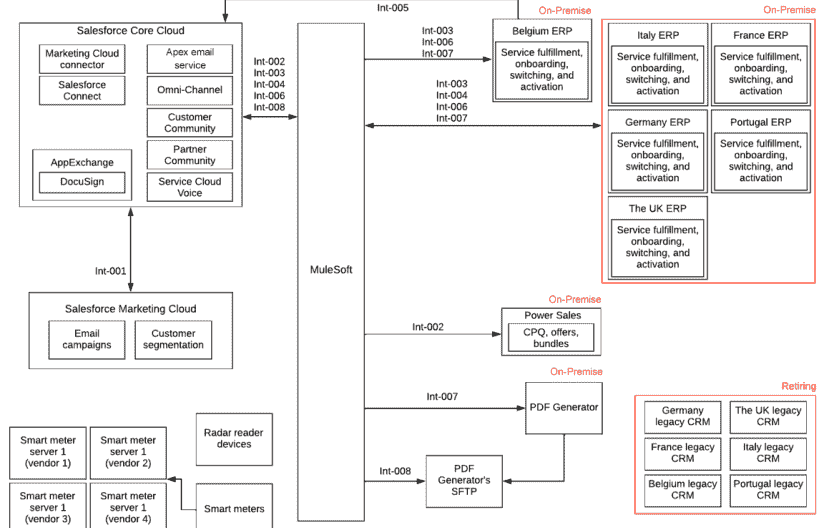 On-Premise
On-Premise
Int-005
Salesforce Core Cloud
Marketing Cloud
connector
Apex email
service
Salesforce
Connect
Omni-Channel
Customer
Community
Partner
Community
AppExchange
DocuSign
Service Cloud
Voice
Int-002
Int-003
Int-004
Int-006
Int-008
Int-003
Int-006
Int-007
Int-003
Int-004
Int-006
Int-007
Belgium ERP
Service fulfillment,
onboarding,
switching, and
activation
Italy ERP
Service fulfillment,
onboarding,
switching, and
activation
France ERP
Service fulfillment,
onboarding,
switching, and
activation
Germany ERP
Service fulfillment,
onboarding,
switching, and
activation
Portugal ERP
Service fulfillment,
onboarding,
switching, and
activation
The UK ERP
Service fulfillment,
onboarding,
switching, and
activation
Int-001
MuleSoft
Salesforce Marketing Cloud
Email
campaigns
Customer
segmentation
Int-002
On-Premise
Power Sales
CPQ, offers,
bundles
On-Premise
Int-007
PDF Generator
Int-008
PDF
Generator's
SFTP
Retiring
Germany
legacy CRM
The UK legacy
CRM
France legacy
CRM
Italy legacy
CRM
Belgium legacy
CRM
Portugal legacy
CRM
Smart meter
server 1
(vendor 1)
Smart meter
server 1
(vendor 2)
Radar reader
devices
Smart meter
server 1
(vendor 3)
Smart meter
server 1
(vendor 4)
Smart meters